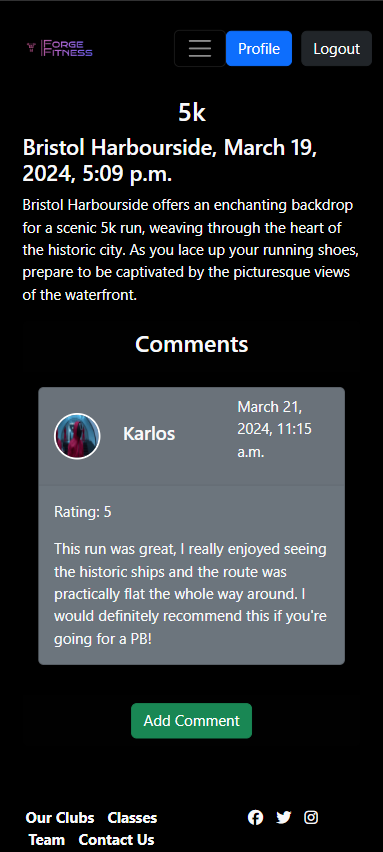 FORGE
FITNESS
Profile
Logout
5k
Bristol Harbourside, March 19,
2024, 5:09 p.m.
Bristol Harbourside offers an enchanting backdrop
for a scenic 5k run, weaving through the heart of
the historic city. As you lace up your running shoes,
prepare to be captivated by the picturesque views
of the waterfront.
Comments
Karlos
March 21,
2024, 11:15
a.m.
Rating: 5
This run was great, I really enjoyed seeing
the historic ships and the route was
practically flat the whole way around. I
would definitely recommend this if you're
going for a PB!
Add Comment
Our Clubs Classes
Team Contact Us